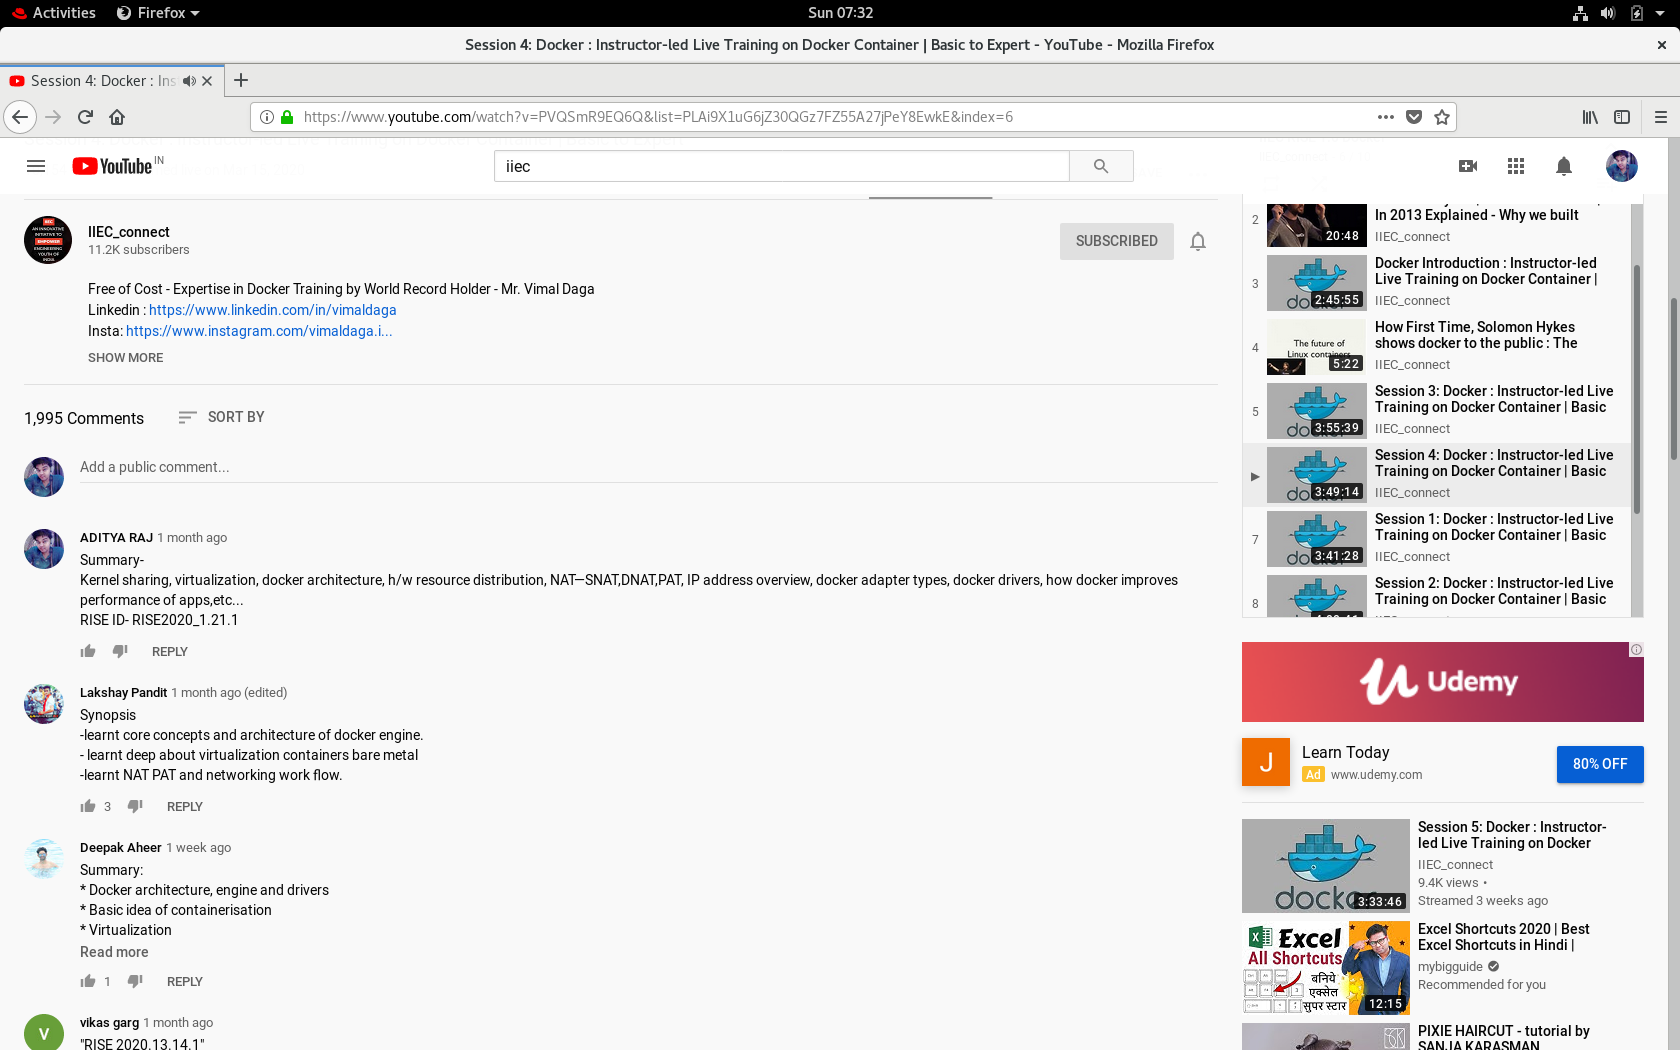 Activities
Firefox
Sun 07:32
Session 4: Docker : Instructor-led Live Training on Docker Container | Basic to Expert - YouTube - Mozilla Firefox
Session 4: Docker : Ins
https://www.youtube.com/watch?v=PVQSmR9EQ6Q&list=PLAi9X1uG6jZ30QGz7FZ55A27jPeY8EwkE&index=6
YouTube IN
iiec
IIEC_connect
11.2K subscribers
SUBSCRIBED
Free of Cost - Expertise in Docker Training by World Record Holder - Mr. Vimal Daga
Linkedin : https://www.linkedin.com/in/vimaldaga
Insta: https://www.instagram.com/vimaldaga.i...
SHOW MORE
1,995 Comments
SORT BY
Add a public comment...
ADITYA RAJ 1 month ago
Summary-
Kernel sharing, virtualization, docker architecture, h/w resource distribution, NAT—SNAT,DNAT,PAT, IP address overview, docker adapter types, docker drivers, how docker improves
performance of apps,etc...
RISE ID- RISE2020_1.21.1
REPLY
Lakshay Pandit 1 month ago (edited)
Synopsis
-learnt core concepts and architecture of docker engine.
- learnt deep about virtualization containers bare metal
-learnt NAT PAT and networking work flow.
3 REPLY
Deepak Aheer 1 week ago
Summary:
* Docker architecture, engine and drivers
* Basic idea of containerisation
* Virtualization
Read more
1 REPLY
V
vikas garg 1 month ago
"RISE 2020.13.14.1"
2
20:48
In 2013 Explained - Why we built
IIEC_connect
3
2:45:55
Docker Introduction : Instructor-led
Live Training on Docker Container |
IIEC_connect
4
The future of
Linux containers
5:22
How First Time, Solomon Hykes
shows docker to the public : The
IIEC_connect
5
3:55:39
Session 3: Docker : Instructor-led Live
Training on Docker Container | Basic
IIEC_connect
3:49:14
Session 4: Docker : Instructor-led Live
Training on Docker Container | Basic
IIEC_connect
7
3:41:28
Session 1: Docker : Instructor-led Live
Training on Docker Container | Basic
IIEC_connect
8
Session 2: Docker : Instructor-led Live
Training on Docker Container | Basic
Udemy
J
Learn Today
Ad www.udemy.com
80% OFF
docker
3:33:46
Session 5: Docker : Instructor-
led Live Training on Docker
IIEC_connect
9.4K views •
Streamed 3 weeks ago
Excel
All Shortcuts
बनिये
एक्सेल
सुपर स्टार
12:15
Excel Shortcuts 2020 | Best
Excel Shortcuts in Hindi |
mybigguide
Recommended for you
PIXIE HAIRCUT - tutorial by
SANJA KARASMAN